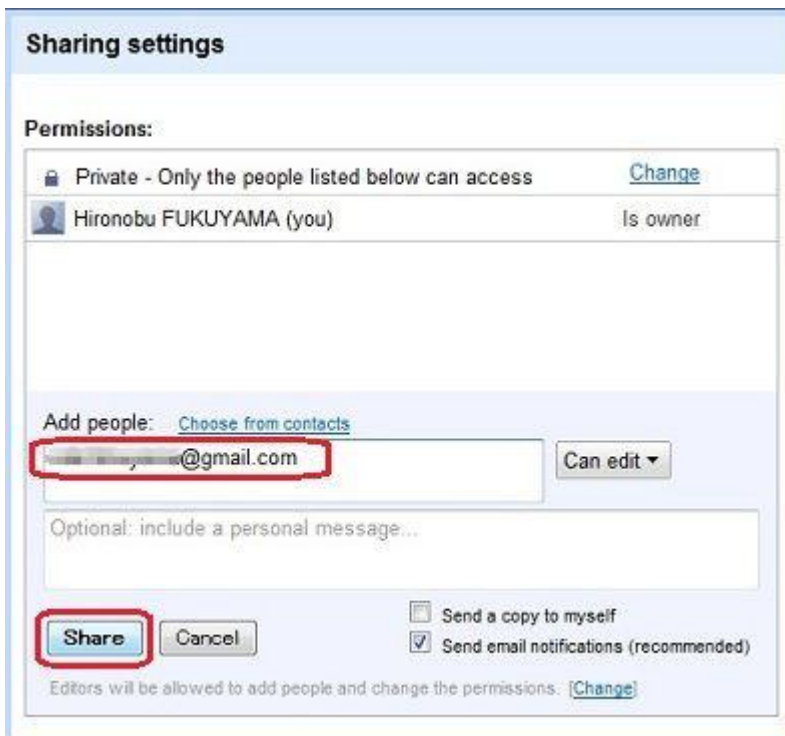 Sharing settings
Permissions:
Private - Only the people listed below can access Change
Hironobu FUKUYAMA (you) Is owner
Add people: Choose from contacts
@gmail.com Can edit
Optional: include a personal message...
Send a copy to myself
Share Cancel
Send email notifications (recommended)
Editors will be allowed to add people and change the permissions. [Change]